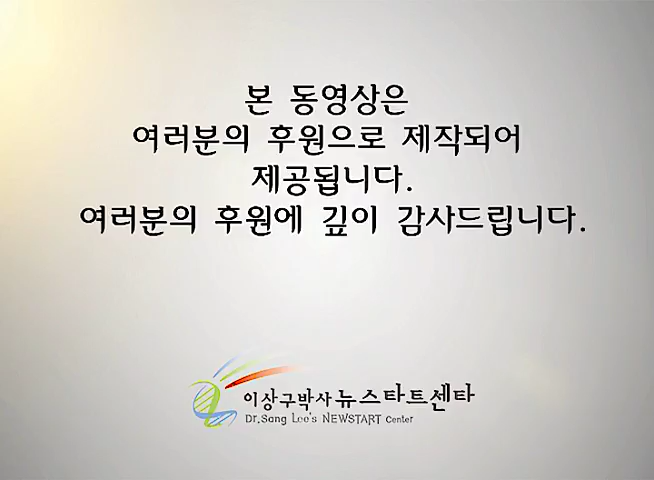 본 동영상은
여러분의 후원으로 제작되어
제공됩니다.
여러분의 후원에 깊이 감사드립니다.
이상구박사 뉴스타트센타
Dr.Sang Lee's NEWSTART Center